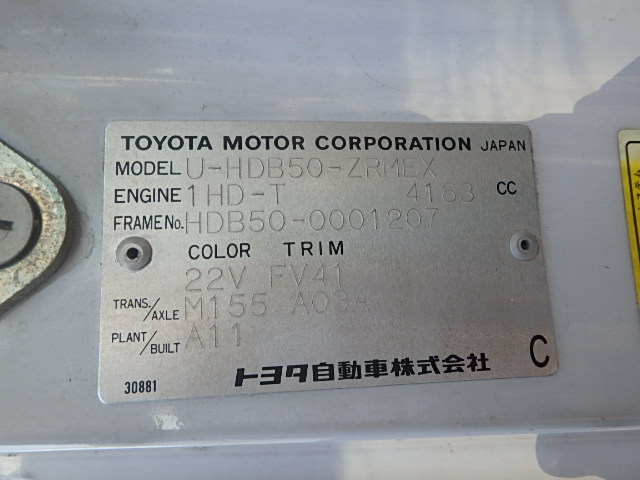 TOYOTA MOTOR CORPORATION JAPAN
MODEL U-HDB50-ZRMEX
ENGINE 1HD-T 4163 CC
FRAME No. HDB50-0001207
COLOR TRIM
22V FV41
TRANS./AXLE M155 A03A
PLANT/BUILT A11
30881 トヨタ自動車株式会社 C